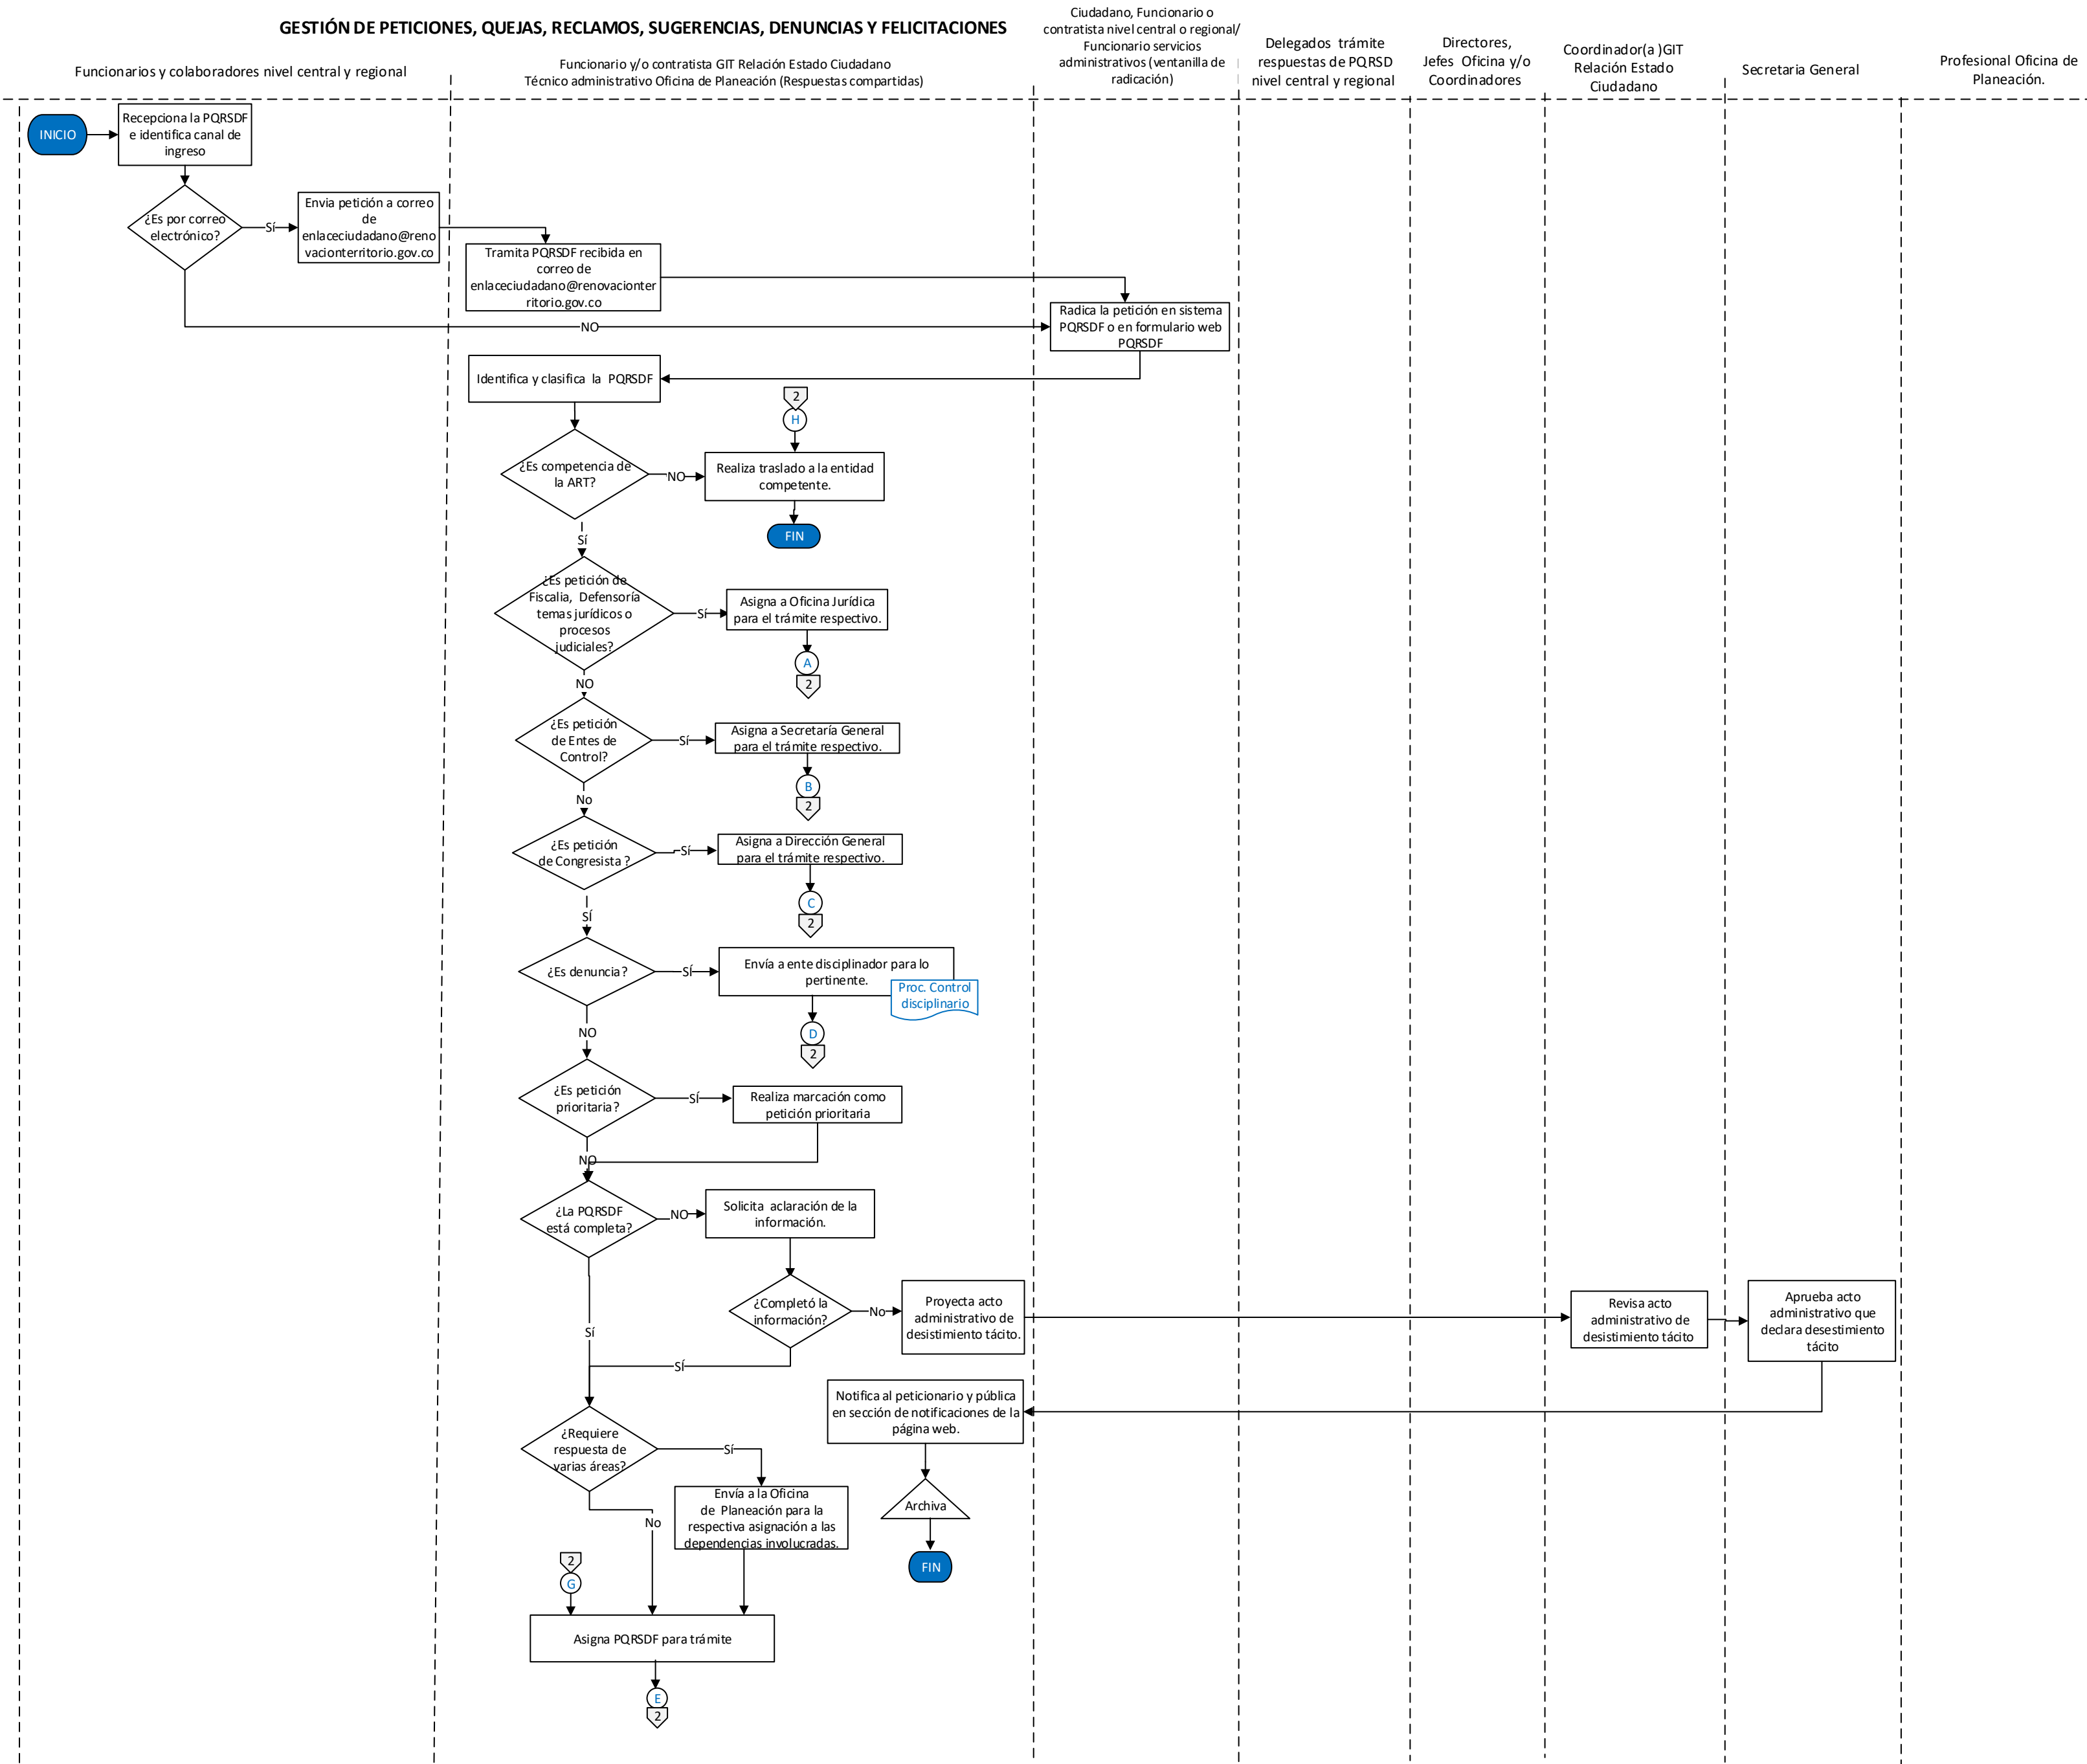 GESTIÓN DE PETICIONES, QUEJAS, RECLAMOS, SUGERENCIAS, DENUNCIAS Y FELICITACIONES
Funcionarios y colaboradores nivel central y regional
Funcionario y/o contratista GIT Relación Estado Ciudadano
Técnico administrativo Oficina de Planeación (Respuestas compartidas)
Ciudadano, Funcionario o
contratista nivel central o regional/
Funcionario servicios
administrativos (ventanilla de
radicación)
Delegados trámite
respuestas de PQRSD
nivel central y regional
Directores,
Jefes Oficina y/o
Coordinadores
Coordinador(a )GIT
Relación Estado
Ciudadano
Secretaria General
Profesional Oficina de
Planeación.
INICIO
Recepciona la PQRSDF
e identifica canal de
ingreso
¿Es por correo
electrónico?
Sí
Envia petición a correo
de
enlaceciudadano@reno
vacionterritorio.gov.co
Tramita PQRSDF recibida en
correo de
enlaceciudadano@renovacionter
ritorio.gov.co
NO
Radica la petición en sistema
PQRSDF o en formulario web
PQRSDF
Identifica y clasifica la PQRSDF
2
H
¿Es competencia de
la ART?
NO
Realiza traslado a la entidad
competente.
FIN
Sí
¿Es petición de
Fiscalia, Defensoría
temas jurídicos o
procesos
judiciales?
Sí
Asigna a Oficina Jurídica
para el trámite respectivo.
A
2
NO
¿Es petición
de Entes de
Control?
Sí
Asigna a Secretaría General
para el trámite respectivo.
B
2
No
¿Es petición
de Congresista ?
Sí
Asigna a Dirección General
para el trámite respectivo.
C
2
SÍ
¿Es denuncia?
SÍ
Envía a ente disciplinador para lo
pertinente.
Proc. Control
disciplinario
D
2
NO
¿Es petición
prioritaria?
SÍ
Realiza marcación como
petición prioritaria
NO
¿La PQRSDF
está completa?
NO
Solicita aclaración de la
información.
¿Completó la
información?
No
Proyecta acto
administrativo de
desistimiento tácito.
Revisa acto
administrativo de
desistimiento tácito
Aprueba acto
administrativo que
declara desestimiento
tácito
Sí
SÍ
Notifica al peticionario y pública
en sección de notificaciones de la
página web.
¿Requiere
respuesta de
varias áreas?
Sí
Envía a la Oficina
de Planeación para la
respectiva asignación a las
dependencias involucradas.
Archiva
FIN
No
2
G
Asigna PQRSDF para trámite
E
2